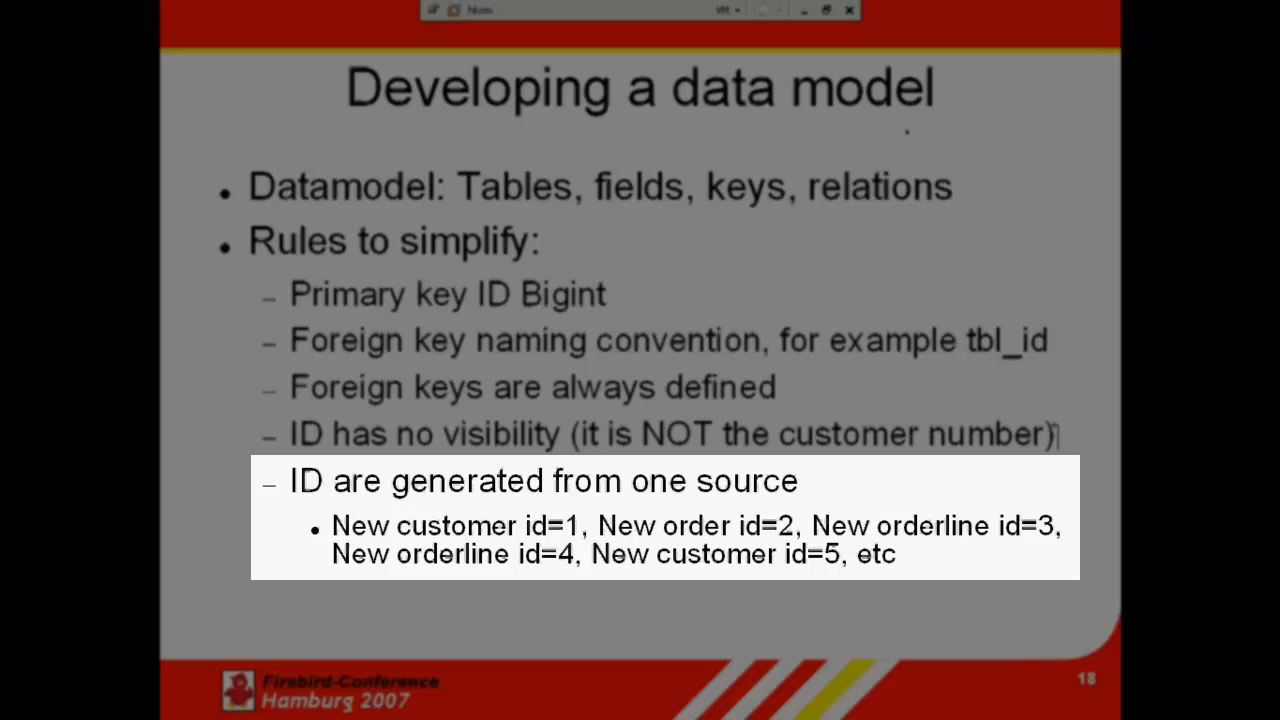 Developing a data model
• Datamodel: Tables, fields, keys, relations
• Rules to simplify:
– Primary key ID Bigint
– Foreign key naming convention, for example tbl_id
– Foreign keys are always defined
– ID has no visibility (it is NOT the customer number)
– ID are generated from one source
• New customer id=1, New order id=2, New orderline id=3,
New orderline id=4, New customer id=5, etc
Firebird-Conference
Hamburg 2007
18